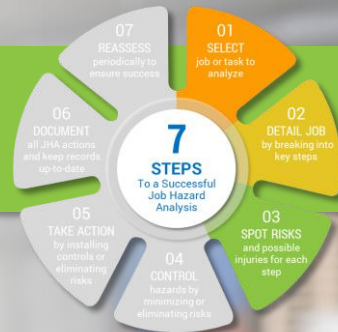 7
STEPS
To a Successful
Job Hazard
Analysis
01
SELECT
job or task to
analyze
02
DETAIL JOB
by breaking into
key steps
03
SPOT RISKS
and possible
injuries for each
step
04
CONTROL
hazards by
minimizing or
eliminating risks
05
TAKE ACTION
by installing
controls or
eliminating
risks
06
DOCUMENT
all JHA actions
and keep records
up-to-date
07
REASSESS
periodically to
ensure success